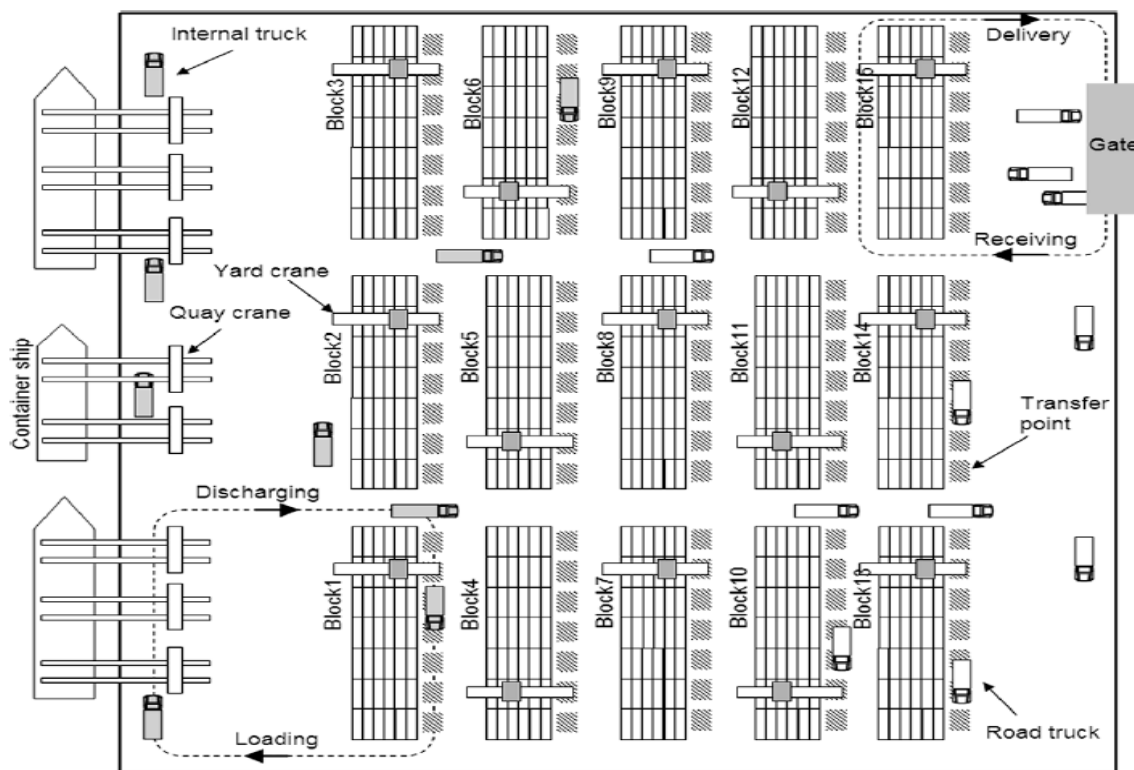 Internal truck
Delivery
Block3
Block6
Block9
Block12
Block15
Gate
Receiving
Yard crane
Quay crane
Container ship
Block2
Block5
Block8
Block11
Block14
Transfer
point
Discharging
Block1
Block4
Block7
Block10
Block13
Loading
Road truck